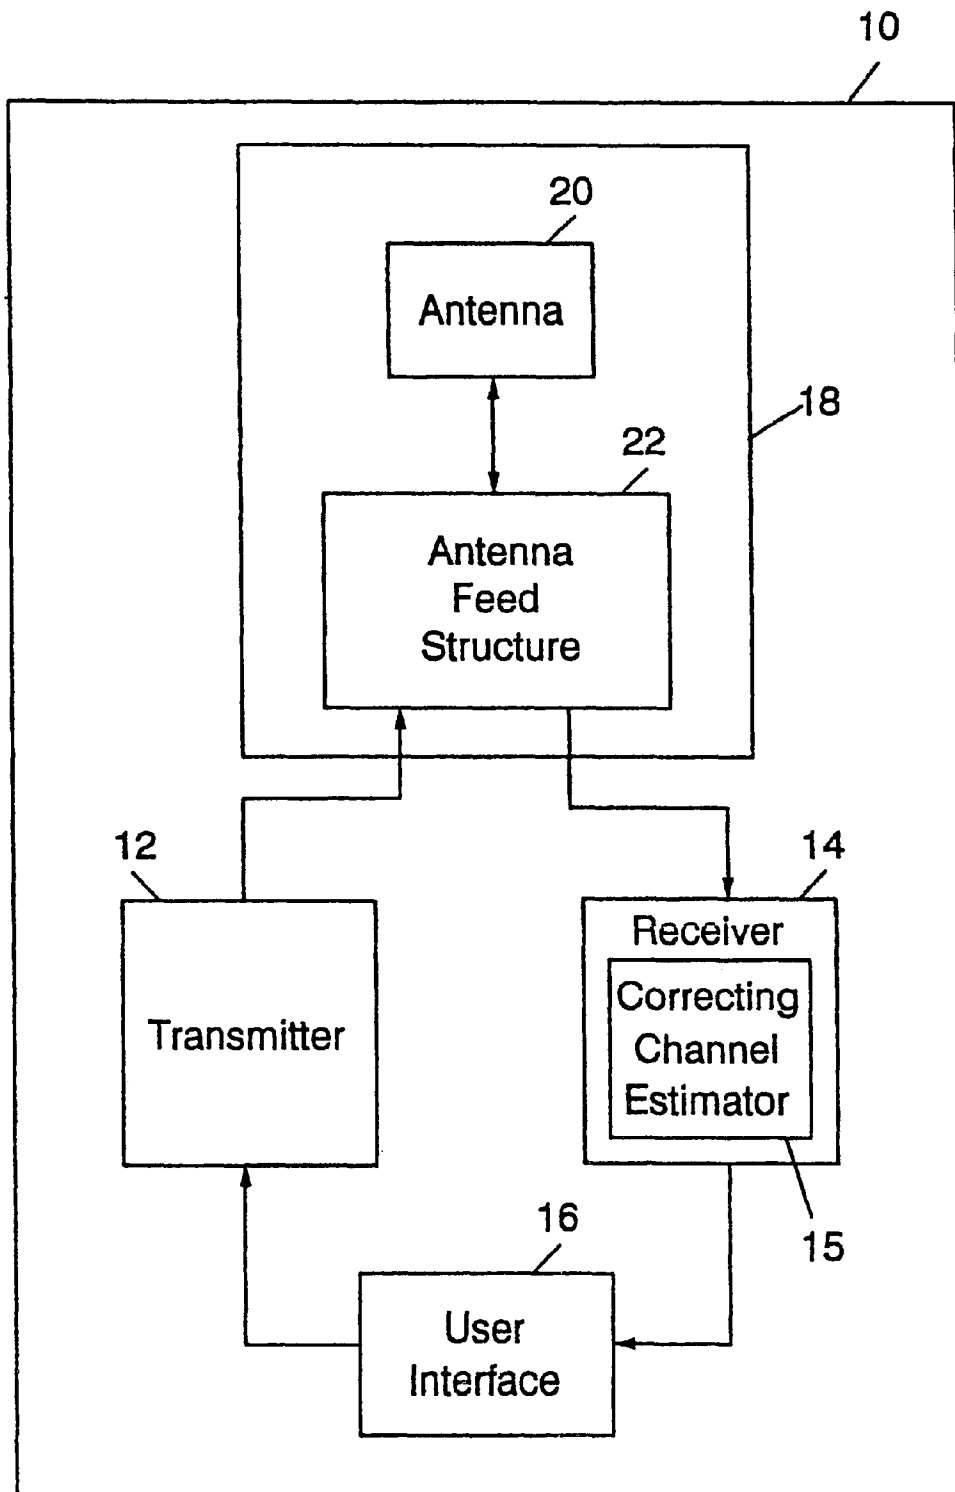 10
20
Antenna
18
22
Antenna
Feed
Structure
12
14
Transmitter
Receiver
Correcting
Channel
Estimator
15
16
User
Interface